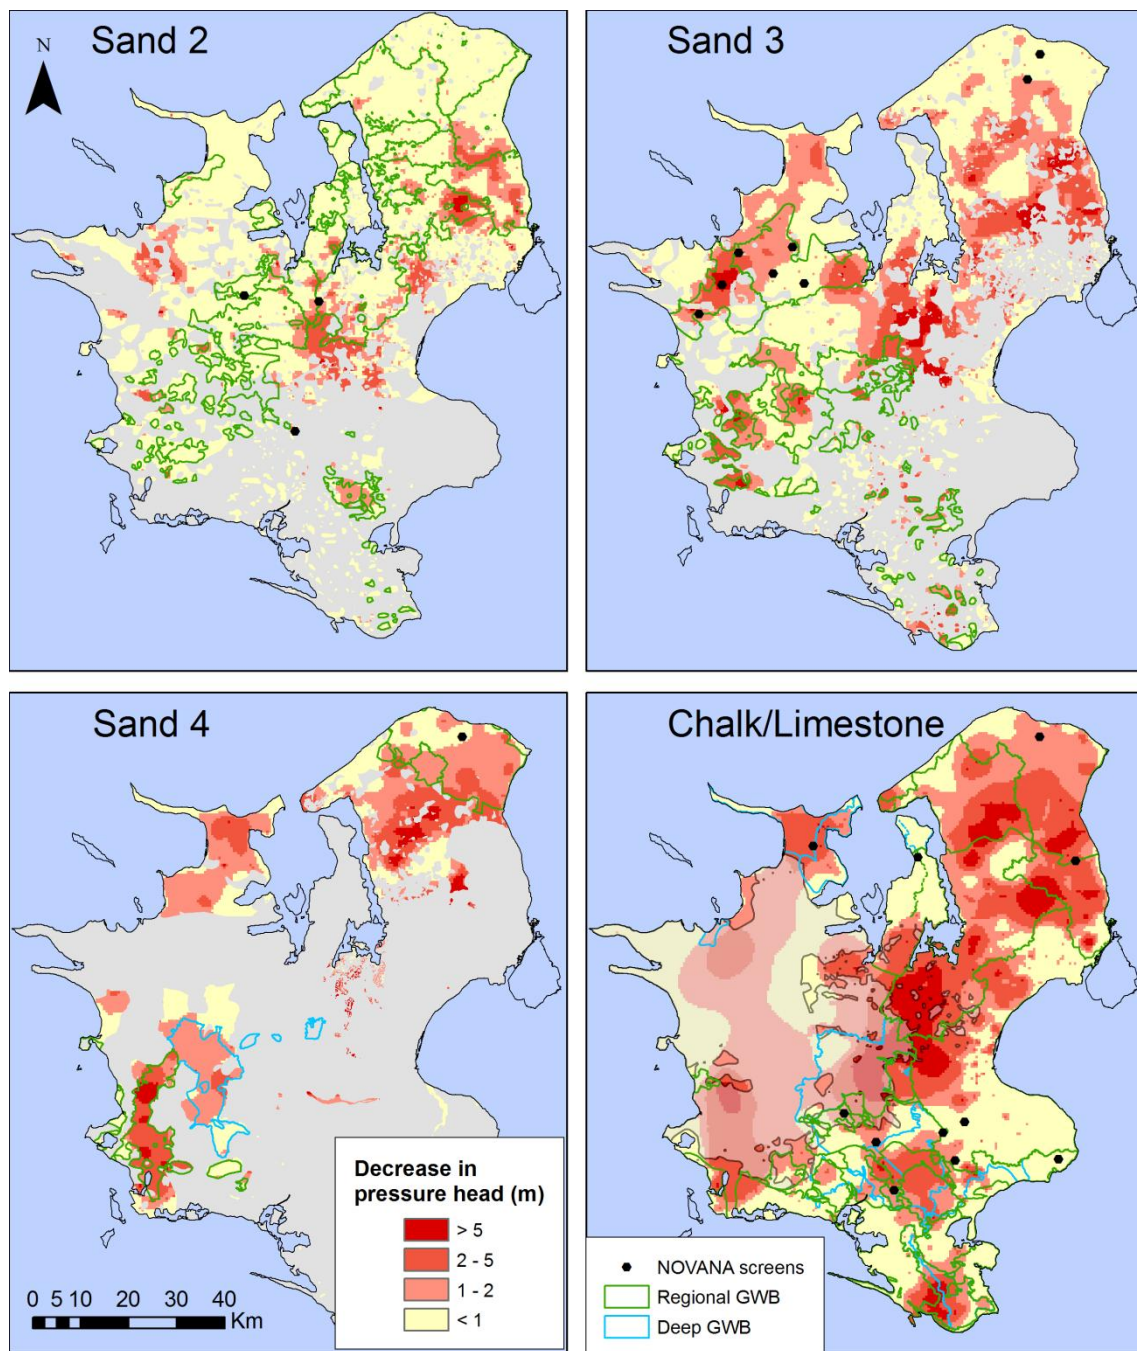 Sand 2
N
Sand 3
Sand 4
Chalk/Limestone
Decrease in
pressure head (m)
> 5
2 - 5
1 - 2
< 1
0 5 10 20 30 40
Km
NOVANA screens
Regional GWB
Deep GWB